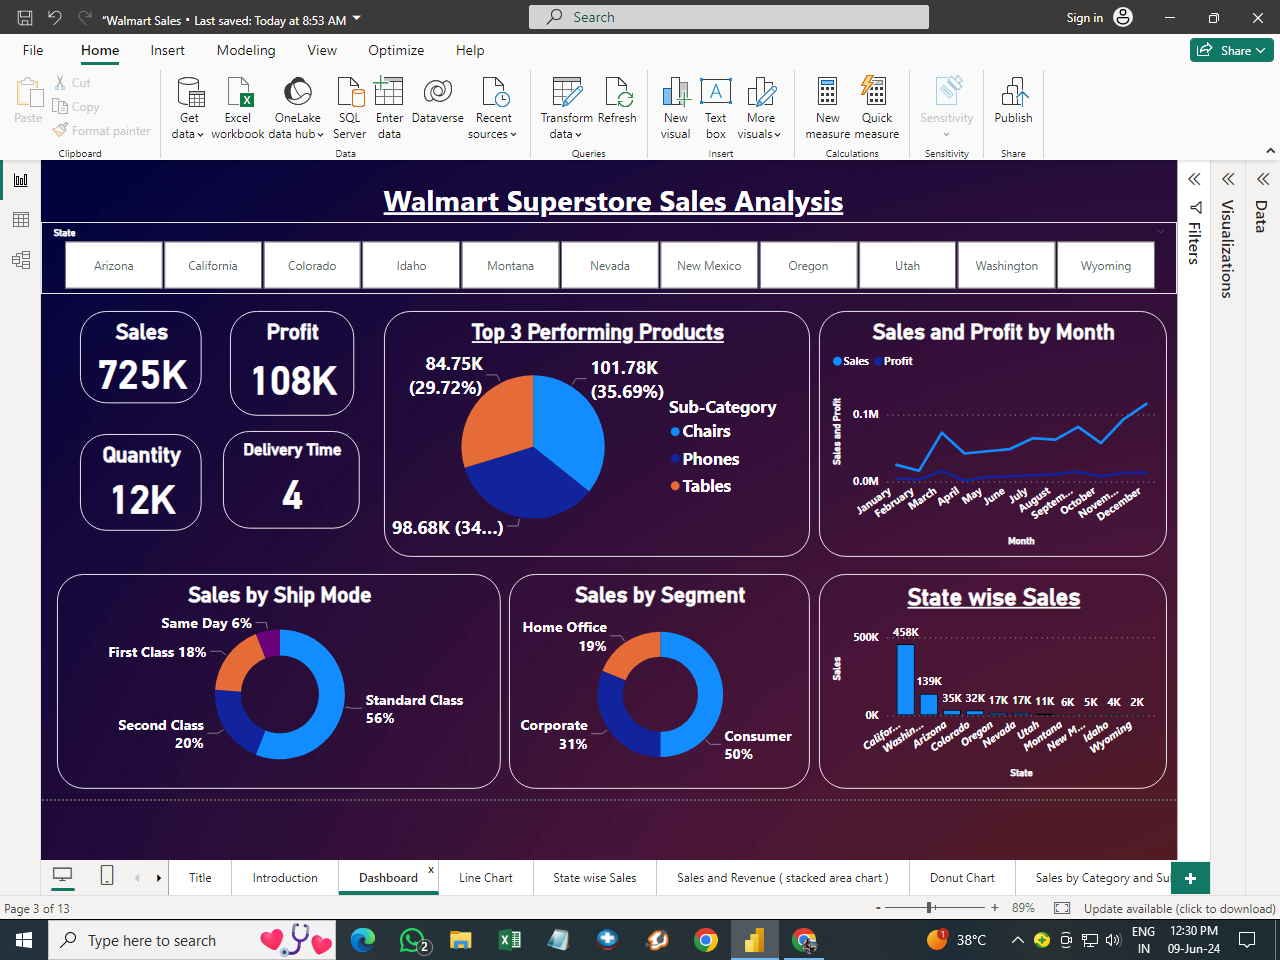 "Walmart Sales • Last saved: Today at 8:53 AM
Search
Sign in
File Home Insert Modeling View Optimize Help
Share
Paste
Cut
Copy
Format painter
Clipboard
Get data
Excel workbook
OneLake data hub
SQL Server
Enter data
Dataverse
Recent sources
Data
Transform data
Refresh
Queries
New visual
Text box
More visuals
Insert
New measure
Quick measure
Calculations
Sensitivity
Sensitivity
Publish
Share
Walmart Superstore Sales Analysis
State
Arizona California Colorado Idaho Montana Nevada New Mexico Oregon Utah Washington Wyoming
Filters
Visualizations
Data
Sales
725K
Profit
108K
Quantity
12K
Delivery Time
4
Top 3 Performing Products
84.75K
(29.72%)
101.78K
(35.69%)
98.68K (34...)
Sub-Category
Chairs
Phones
Tables
Sales and Profit by Month
Sales Profit
Sales and Profit
0.1M
0.0M
January February March April May June July August Septem... October Novem... December
Month
Sales by Ship Mode
Same Day 6%
First Class 18%
Second Class
20%
Standard Class
56%
Sales by Segment
Home Office
19%
Corporate
31%
Consumer
50%
State wise Sales
Sales
500K
0K
458K 139K 35K 32K 17K 17K 11K 6K 5K 4K 2K
Califor... Washin... Arizona Colorado Oregon Nevada Utah Montana New M... Idaho Wyoming
State
Title Introduction Dashboard x Line Chart State wise Sales Sales and Revenue ( stacked area chart ) Donut Chart Sales by Category and Sul
Page 3 of 13
89%
Update available (click to download)
Type here to search
2
1
38°C
ENG
IN
12:30 PM
09-Jun-24